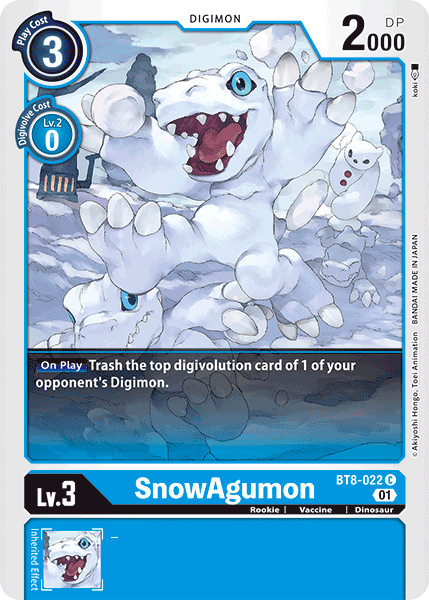 Play Cost
3
DIGIMON
DP
2000
Digivolve Cost
Lv.2
0
koki
© Akiyoshi Hongo, Toei Animation BANDAI MADE IN JAPAN
On Play Trash the top digivolution card of 1 of your
opponent's Digimon.
Lv.3
SnowAgumon
BT8-022 C
01
Rookie | Vaccine | Dinosaur
Inherited Effect
–